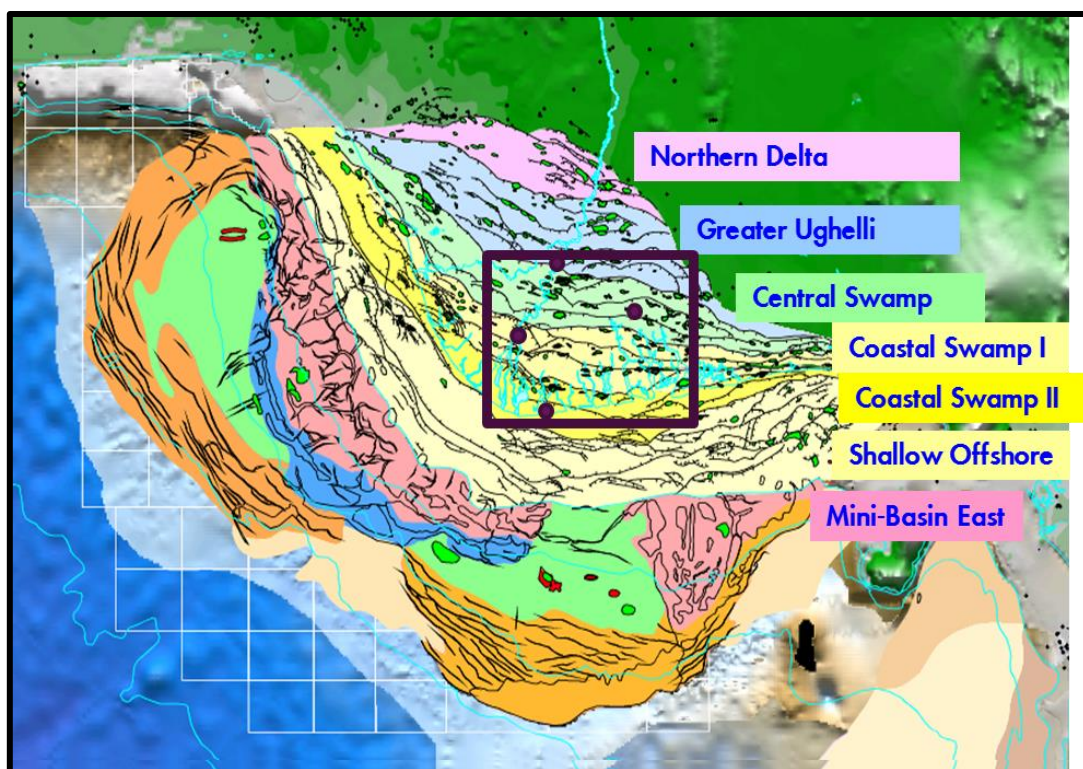 Northern Delta
Greater Ughelli
Central Swamp
Coastal Swamp I
Coastal Swamp II
Shallow Offshore
Mini-Basin East